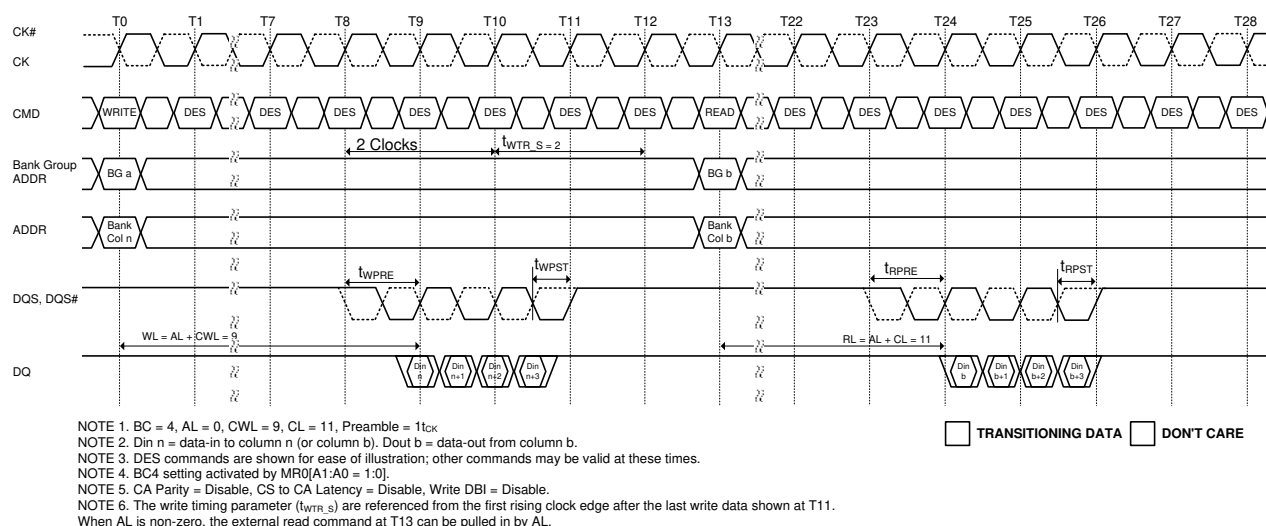 T0 T1 T7 T8 T9 T10 T11 T12 T13 T22 T23 T24 T25 T26 T27 T28
CK#
CK
CMD WRITE DES DES DES DES DES DES DES READ DES DES DES DES DES DES DES
2 Clocks tWTR_S = 2
Bank Group
ADDR
BG a BG b
ADDR
Bank
Col n
Bank
Col b
tWPRE tWPST tRPRE tRPST
DQS, DQS#
WL = AL + CWL = 9 RL = AL + CL = 11
DQ
Din
n
Din
n+1
Din
n+2
Din
n+3
Din
b
Din
b+1
Din
b+2
Din
b+3
NOTE 1. BC = 4, AL = 0, CWL = 9, CL = 11, Preamble = 1tCK
NOTE 2. Din n = data-in to column n (or column b). Dout b = data-out from column b.
NOTE 3. DES commands are shown for ease of illustration; other commands may be valid at these times.
NOTE 4. BC4 setting activated by MR0[A1:A0 = 1:0].
NOTE 5. CA Parity = Disable, CS to CA Latency = Disable, Write DBI = Disable.
NOTE 6. The write timing parameter (tWTR_S) are referenced from the first rising clock edge after the last write data shown at T11.
When AL is non-zero, the external read command at T13 can be pulled in by AL.
TRANSITIONING DATA DON'T CARE